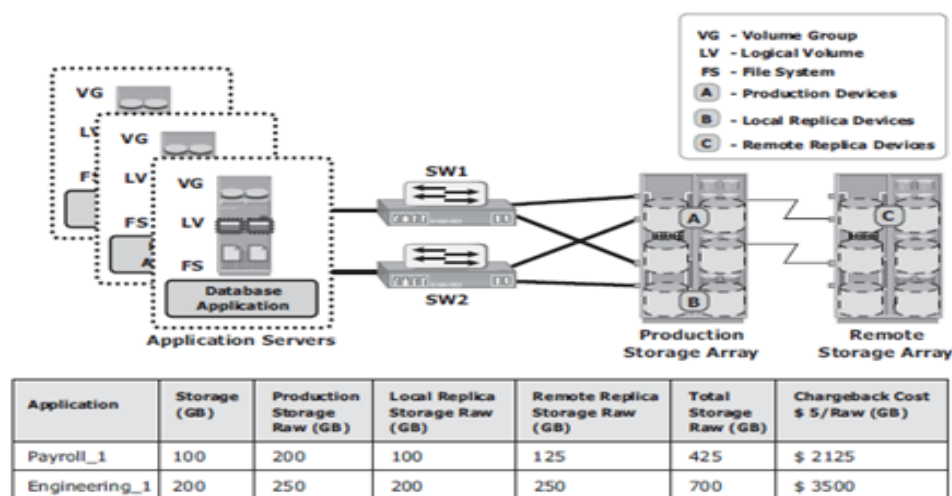 VG - Volume Group
LV - Logical Volume
FS - File System
A - Production Devices
B - Local Replica Devices
C - Remote Replica Devices
VG
LV
FS
VG
LV
FS
A
VG
LV
FS
Database
Application
Application Servers
SW1
SW2
A
B
C
Production
Storage Array
Remote
Storage Array
Application | Storage (GB) | Production Storage Raw (GB) | Local Replica Storage Raw (GB) | Remote Replica Storage Raw (GB) | Total Storage Raw (GB) | Chargeback Cost $ 5/Raw (GB)
Payroll_1 | 100 | 200 | 100 | 125 | 425 | $ 2125
Engineering_1 | 200 | 250 | 200 | 250 | 700 | $ 3500